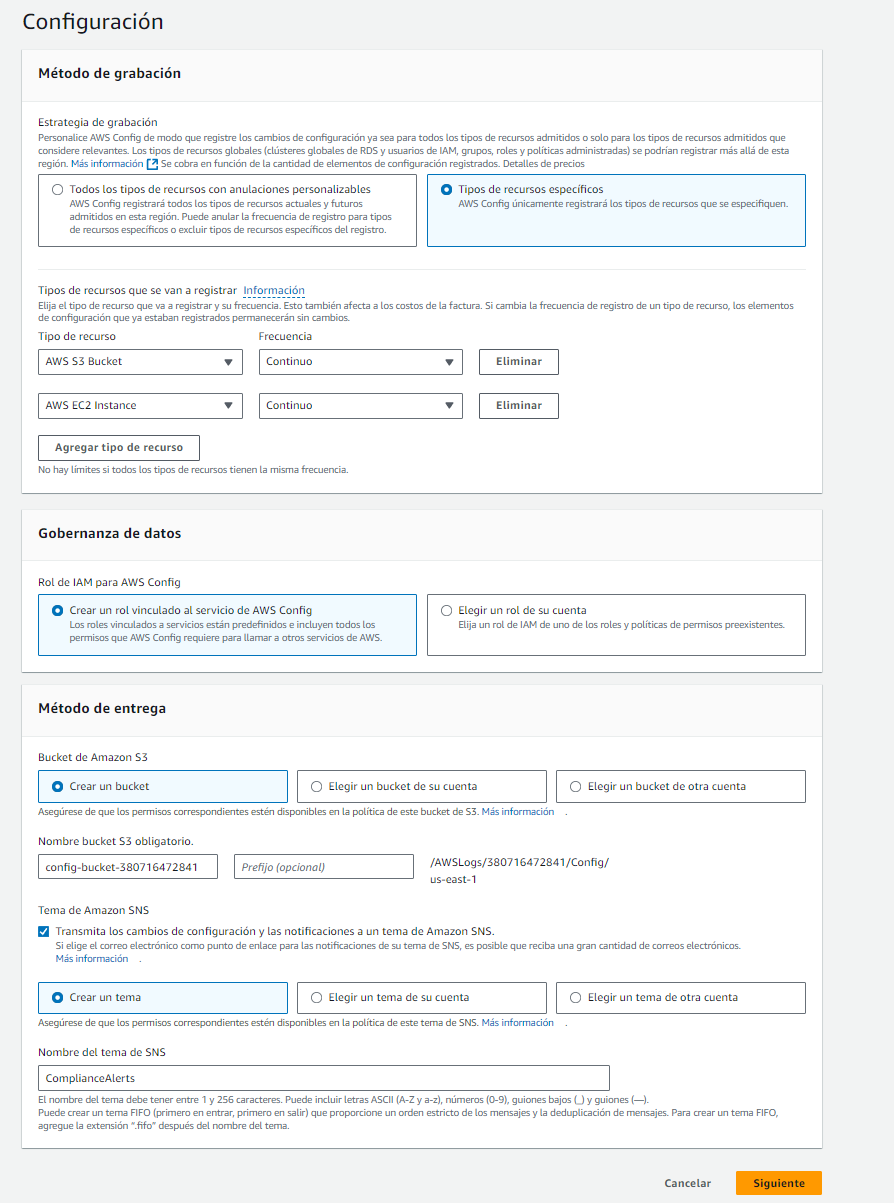 Configuración
Método de grabación
Estrategia de grabación
Personalice AWS Config de modo que registre los cambios de configuración ya sea para todos los tipos de recursos admitidos o solo para los tipos de recursos admitidos que
considere relevantes. Los tipos de recursos globales (clústeres globales de RDS y usuarios de IAM, grupos, roles y políticas administradas) se podrían registrar más allá de esta
región. Más información Se cobra en función de la cantidad de elementos de configuración registrados. Detalles de precios
Todos los tipos de recursos con anulaciones personalizables
AWS Config registrará todos los tipos de recursos actuales y futuros
admitidos en esta región. Puede anular la frecuencia de registro para tipos
de recursos específicos o excluir tipos de recursos específicos del registro.
Tipos de recursos específicos
AWS Config únicamente registrará los tipos de recursos que se especifiquen.
Tipos de recursos que se van a registrar Información
Elija el tipo de recurso que va a registrar y su frecuencia. Esto también afecta a los costos de la factura. Si cambia la frecuencia de registro de un tipo de recurso, los elementos
de configuración que ya estaban registrados permanecerán sin cambios.
Tipo de recurso Frecuencia
AWS S3 Bucket Continuo Eliminar
AWS EC2 Instance Continuo Eliminar
Agregar tipo de recurso
No hay límites si todos los tipos de recursos tienen la misma frecuencia.
Gobernanza de datos
Rol de IAM para AWS Config
Crear un rol vinculado al servicio de AWS Config
Los roles vinculados a servicios están predefinidos e incluyen todos los
permisos que AWS Config requiere para llamar a otros servicios de AWS.
Elegir un rol de su cuenta
Elija un rol de IAM de uno de los roles y políticas de permisos preexistentes.
Método de entrega
Bucket de Amazon S3
Crear un bucket Elegir un bucket de su cuenta Elegir un bucket de otra cuenta
Asegúrese de que los permisos correspondientes estén disponibles en la política de este bucket de S3. Más información .
Nombre bucket S3 obligatorio.
config-bucket-380716472841 Prefijo (opcional) /AWSLogs/380716472841/Config/
us-east-1
Tema de Amazon SNS
Transmita los cambios de configuración y las notificaciones a un tema de Amazon SNS.
Si elige el correo electrónico como punto de enlace para las notificaciones de su tema de SNS, es posible que reciba una gran cantidad de correos electrónicos.
Más información .
Crear un tema Elegir un tema de su cuenta Elegir un tema de otra cuenta
Asegúrese de que los permisos correspondientes estén disponibles en la política de este tema de SNS. Más información .
Nombre del tema de SNS
ComplianceAlerts
El nombre del tema debe tener entre 1 y 256 caracteres. Puede incluir letras ASCII (A-Z y a-z), números (0-9), guiones bajos (_) y guiones (—).
Puede crear un tema FIFO (primero en entrar, primero en salir) que proporcione un orden estricto de los mensajes y la deduplicación de mensajes. Para crear un tema FIFO,
agregue la extensión “.fifo” después del nombre del tema.
Cancelar Siguiente